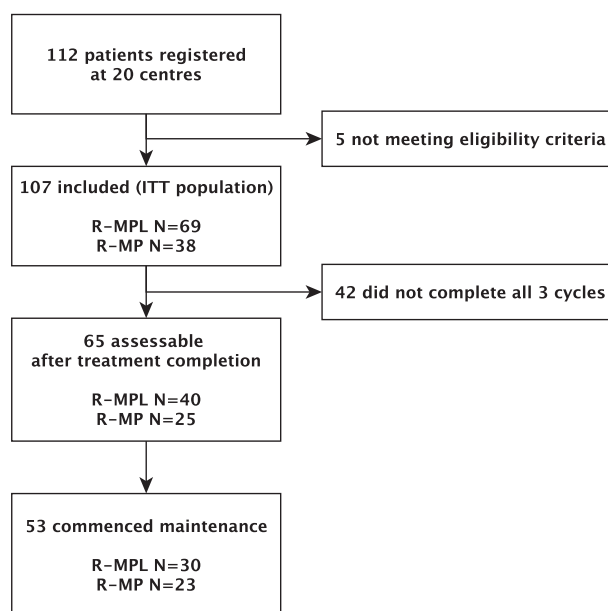 112 patients registered
at 20 centres
5 not meeting eligibility criteria
107 included (ITT population)
R–MPL N=69
R–MP N=38
42 did not complete all 3 cycles
65 assessable
after treatment completion
R–MPL N=40
R–MP N=25
53 commenced maintenance
R–MPL N=30
R–MP N=23